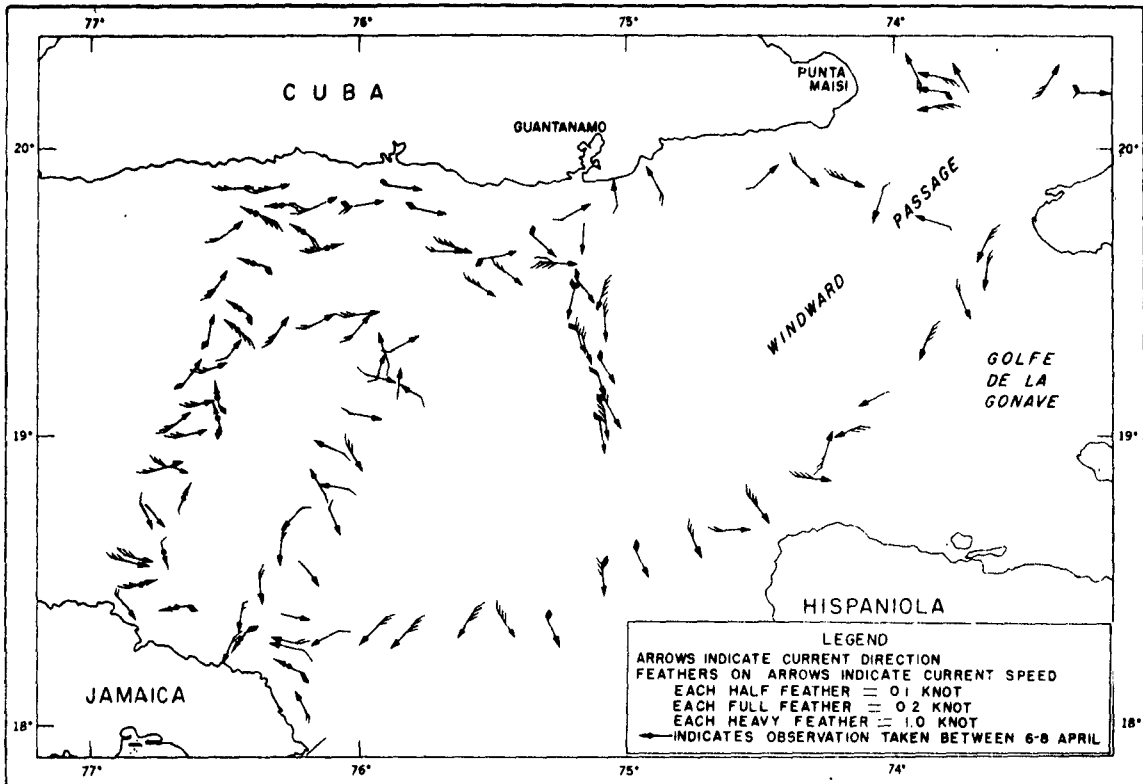 77°
76°
75°
74°
CUBA
PUNTA
MAISI
GUANTANAMO
20°
20°
PASSAGE
WINDWARD
GOLFE
DE LA
GONAVE
19°
19°
HISPANIOLA
LEGEND
ARROWS INDICATE CURRENT DIRECTION
FEATHERS ON ARROWS INDICATE CURRENT SPEED
EACH HALF FEATHER = 0.1 KNOT
EACH FULL FEATHER = 0.2 KNOT
EACH HEAVY FEATHER = 1.0 KNOT
INDICATES OBSERVATION TAKEN BETWEEN 6-8 APRIL
JAMAICA
18°
18°
77°
76°
75°
74°